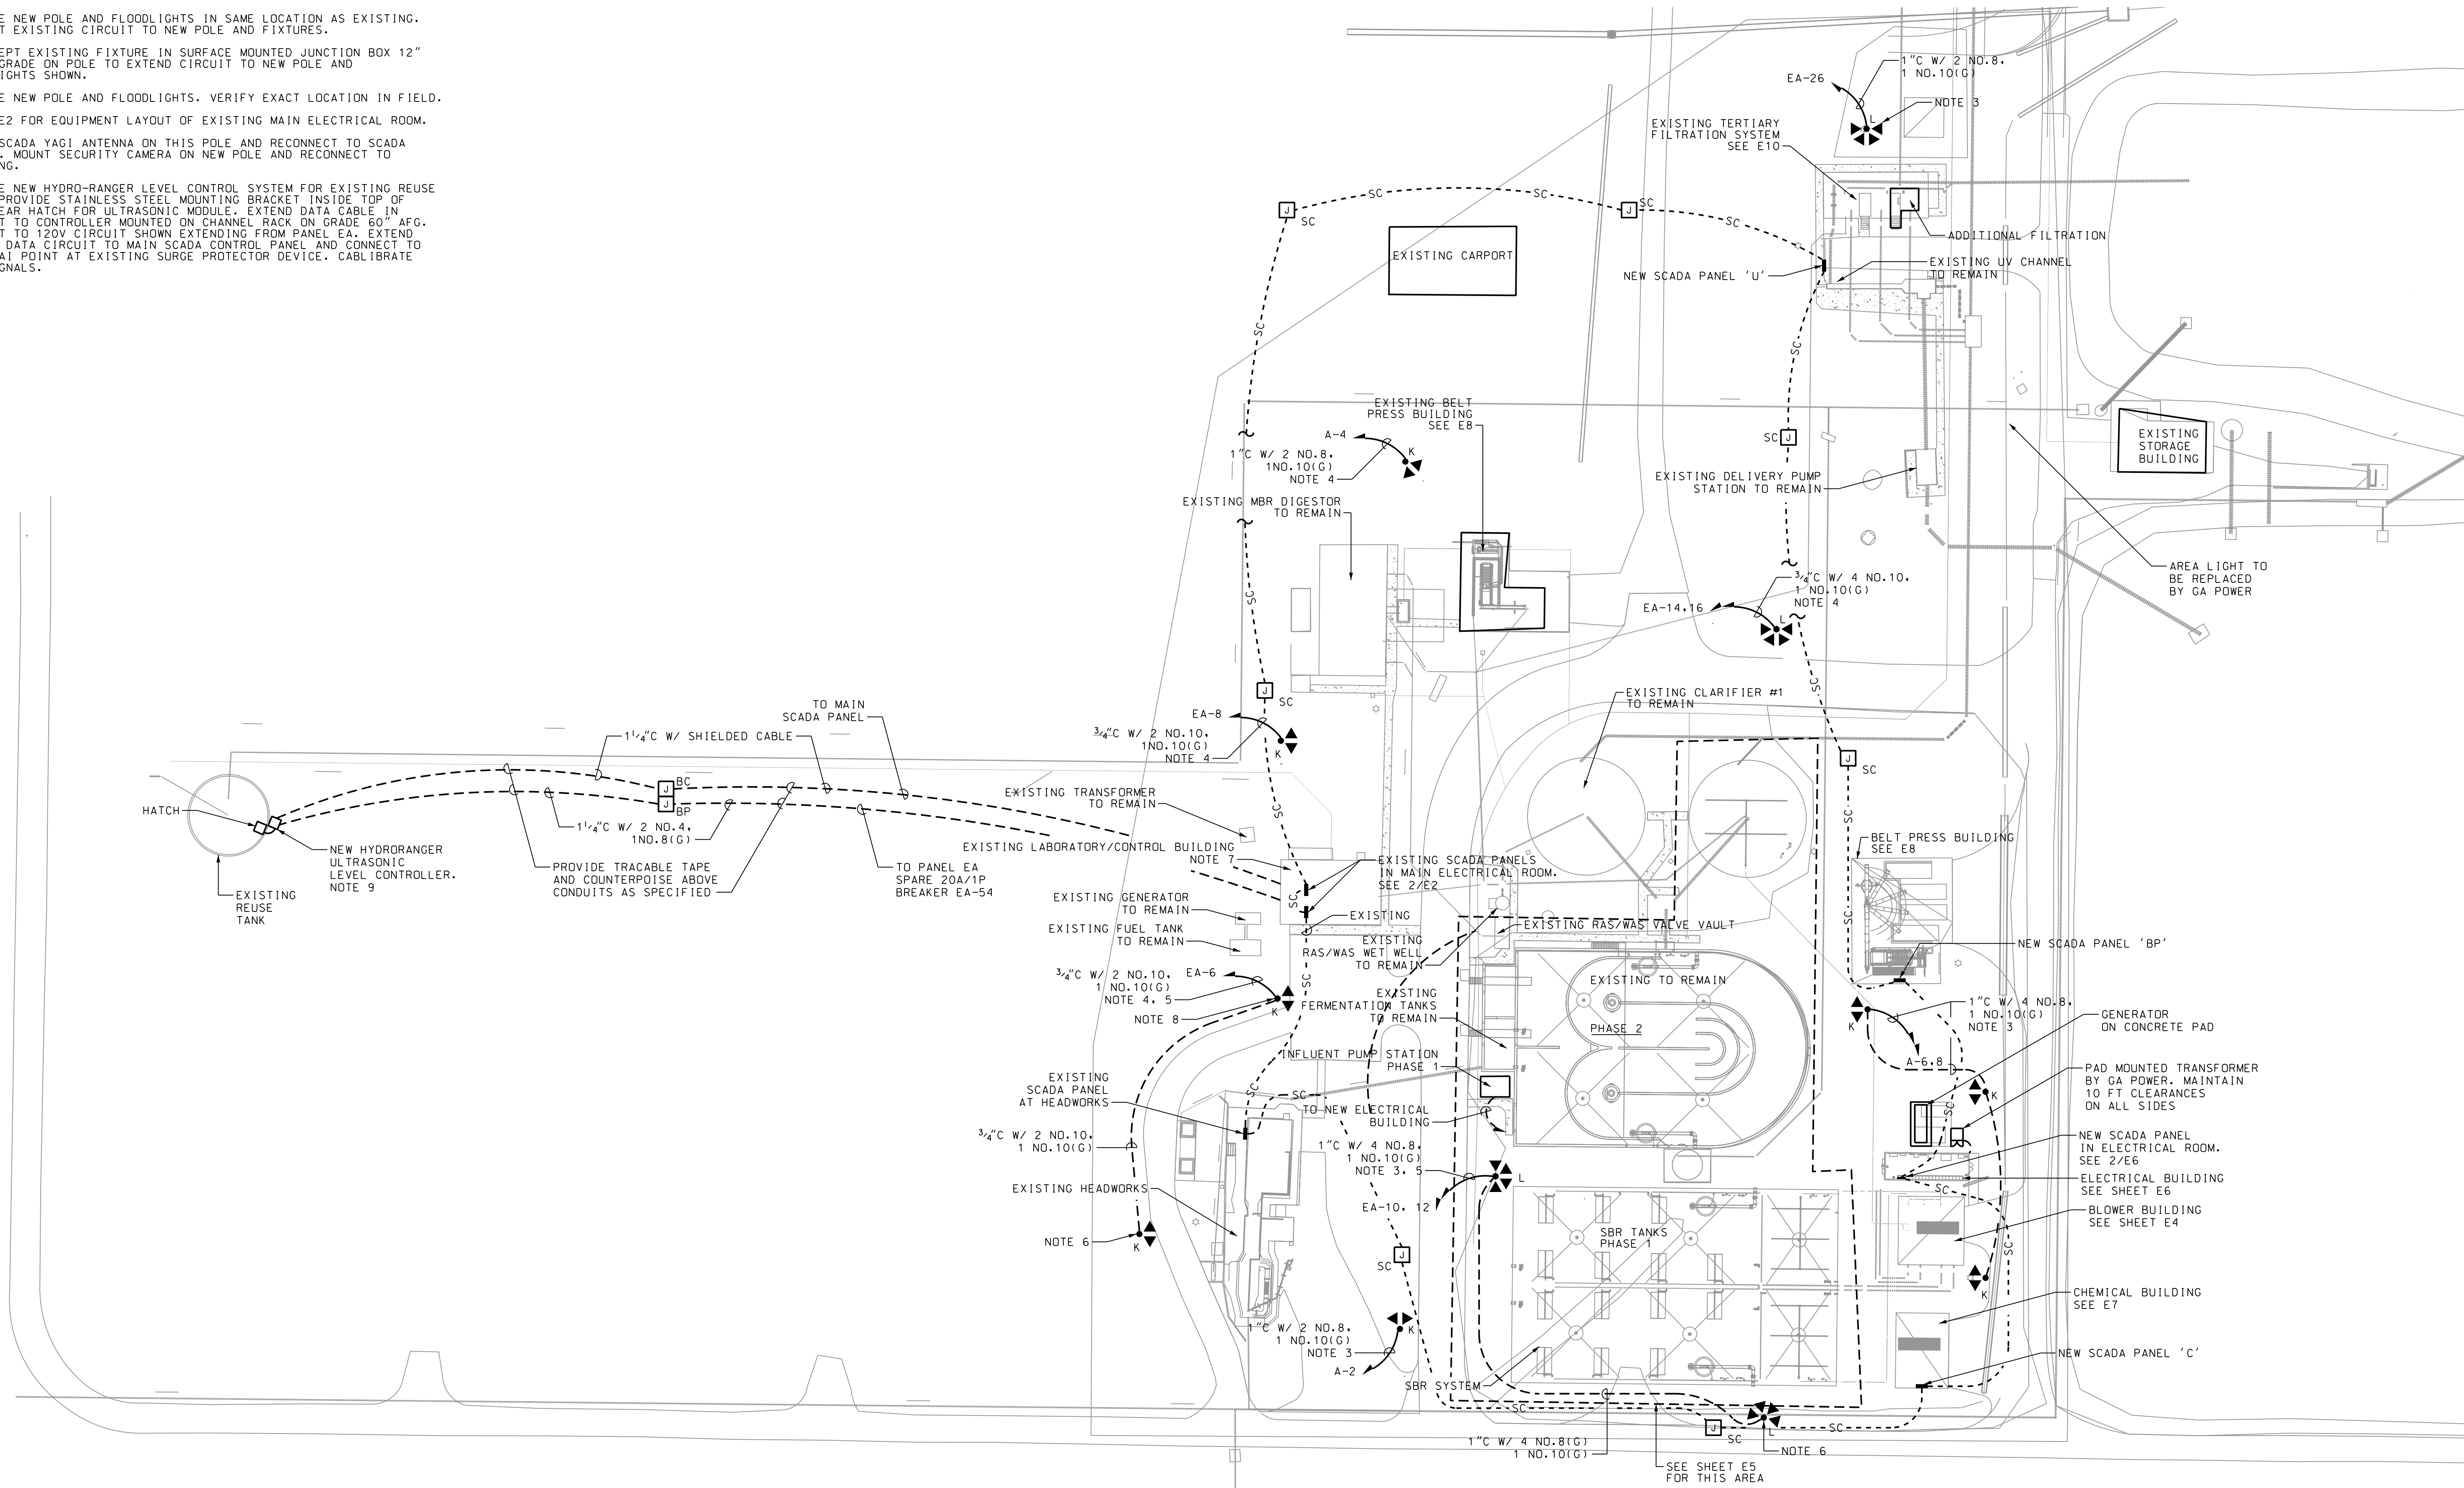 E NEW POLE AND FLOODLIGHTS IN SAME LOCATION AS EXISTING.
T EXISTING CIRCUIT TO NEW POLE AND FIXTURES.
EPT EXISTING FIXTURE IN SURFACE MOUNTED JUNCTION BOX 12"
GRADE ON POLE TO EXTEND CIRCUIT TO NEW POLE AND
IGHTS SHOWN.
E NEW POLE AND FLOODLIGHTS. VERIFY EXACT LOCATION IN FIELD.
E2 FOR EQUIPMENT LAYOUT OF EXISTING MAIN ELECTRICAL ROOM.
SCADA YAGI ANTENNA ON THIS POLE AND RECONNECT TO SCADA
. MOUNT SECURITY CAMERA ON NEW POLE AND RECONNECT TO
NG.
E NEW HYDRO-RANGER LEVEL CONTROL SYSTEM FOR EXISTING REUSE
PROVIDE STAINLESS STEEL MOUNTING BRACKET INSIDE TOP OF
EAR HATCH FOR ULTRASONIC MODULE. EXTEND DATA CABLE IN
T TO CONTROLLER MOUNTED ON CHANNEL RACK ON GRADE 60" AFG.
T TO 120V CIRCUIT SHOWN EXTENDING FROM PANEL EA. EXTEND
DATA CIRCUIT TO MAIN SCADA CONTROL PANEL AND CONNECT TO
AI POINT AT EXISTING SURGE PROTECTOR DEVICE. CABLIBRATE
GNALS.
1"C W/ 2 NO.8,
1 NO.10(G)
EA-26
NOTE 3
L
EXISTING TERTIARY
FILTRATION SYSTEM
SEE E10
SC
SC
J
SC
J
SC
SC
ADDITIONAL FILTRATION
EXISTING CARPORT
EXISTING UV CHANNEL
TO REMAIN
NEW SCADA PANEL 'U'
SC
SC
EXISTING BELT
PRESS BUILDING
SEE E8
A-4
K
1"C W/ 2 NO.8,
1NO.10(G)
NOTE 4
SC
J
EXISTING
STORAGE
BUILDING
EXISTING DELIVERY PUMP
STATION TO REMAIN
EXISTING MBR DIGESTOR
TO REMAIN
AREA LIGHT TO
BE REPLACED
BY GA POWER
SC
3/4"C W/ 4 NO.10,
1 NO.10(G)
NOTE 4
EA-14,16
L
SC
J
SC
EXISTING CLARIFIER #1
TO REMAIN
TO MAIN
SCADA PANEL
EA-8
3/4"C W/ 2 NO.10,
1NO.10(G)
NOTE 4
K
1 1/4"C W/ SHIELDED CABLE
J
SC
J
BC
J
BP
EXISTING TRANSFORMER
TO REMAIN
SC
SC
HATCH
1 1/4"C W/ 2 NO.4,
1NO.8(G)
NEW HYDRORANGER
ULTRASONIC
LEVEL CONTROLLER.
NOTE 9
EXISTING LABORATORY/CONTROL BUILDING
NOTE 7
BELT PRESS BUILDING
SEE E8
EXISTING SCADA PANELS
IN MAIN ELECTRICAL ROOM.
SEE 2/E2
PROVIDE TRACABLE TAPE
AND COUNTERPOISE ABOVE
CONDUITS AS SPECIFIED
TO PANEL EA
SPARE 20A/1P
BREAKER EA-54
EXISTING
REUSE
TANK
EXISTING GENERATOR
TO REMAIN
SC
SC
EXISTING
EXISTING FUEL TANK
TO REMAIN
EXISTING RAS/WAS VALVE VAULT
EXISTING
RAS/WAS WET WELL
TO REMAIN
NEW SCADA PANEL 'BP'
3/4"C W/ 2 NO.10,
1 NO.10(G)
NOTE 4, 5
EA-6
SC
EXISTING TO REMAIN
NOTE 8
K
EXISTING
FERMENTATION TANKS
TO REMAIN
PHASE 2
1"C W/ 4 NO.8,
1 NO.10(G)
NOTE 3
K
GENERATOR
ON CONCRETE PAD
INFLUENT PUMP STATION
PHASE 1
A-6,8
PAD MOUNTED TRANSFORMER
BY GA POWER. MAINTAIN
10 FT CLEARANCES
ON ALL SIDES
EXISTING
SCADA PANEL
AT HEADWORKS
SC
SC
K
TO NEW ELECTRICAL
BUILDING
SC
3/4"C W/ 2 NO.10,
1 NO.10(G)
1"C W/ 4 NO.8,
1 NO.10(G)
NOTE 3, 5
L
NEW SCADA PANEL
IN ELECTRICAL ROOM.
SEE 2/E6
EXISTING HEADWORKS
ELECTRICAL BUILDING
SEE SHEET E6
SC
EA-10, 12
BLOWER BUILDING
SEE SHEET E4
NOTE 6
K
SBR TANKS
PHASE 1
J
SC
SC
K
CHEMICAL BUILDING
SEE E7
1"C W/ 2 NO.8,
1 NO.10(G)
NOTE 3
K
A-2
NEW SCADA PANEL 'C'
SBR SYSTEM
SC
SC
J
SC
L
SC
1"C W/ 4 NO.8(G)
1 NO.10(G)
NOTE 6
SEE SHEET E5
FOR THIS AREA